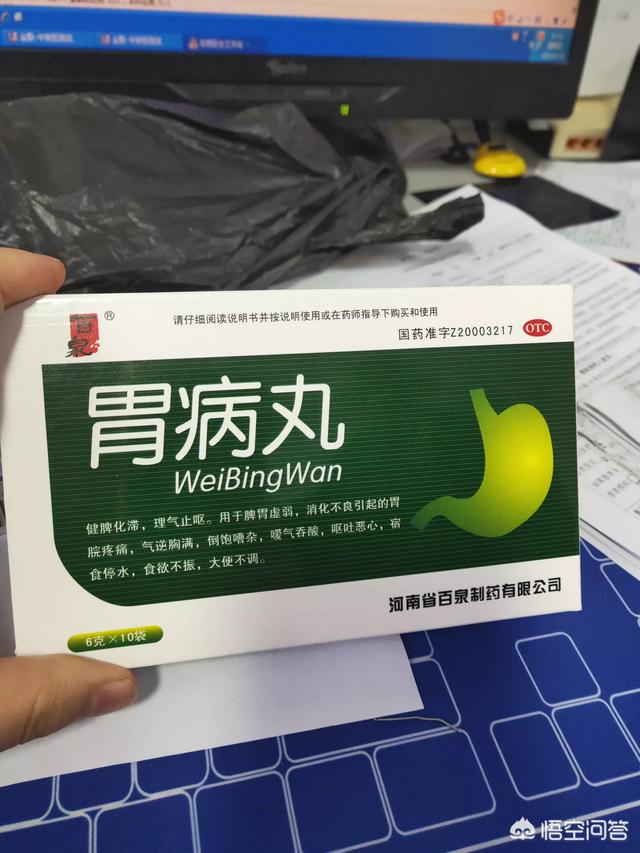 百泉®
请仔细阅读说明书并按说明使用或在药师指导下购买和使用
国药准字Z20003217 OTC
胃病丸
WeiBingWan
健脾化滞，理气止呕。用于脾胃虚弱，消化不良引起的胃
脘疼痛，气逆胸满，倒饱嘈杂，嗳气吞酸，呕吐恶心，宿
食停水，食欲不振，大便不调。
河南省百泉制药有限公司
6克×10袋
悟空问答